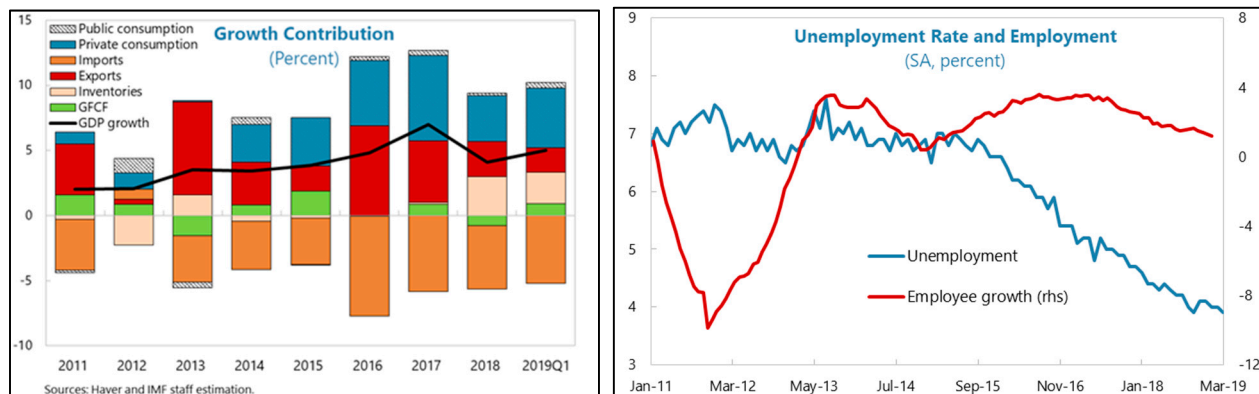 Growth Contribution
(Percent)
Public consumption
Private consumption
Imports
Exports
Inventories
GFCF
GDP growth
15
10
5
0
-5
-10
2011 2012 2013 2014 2015 2016 2017 2018 2019Q1
Sources: Haver and IMF staff estimation.
Unemployment Rate and Employment
(SA, percent)
9
8
7
6
5
4
3
8
4
0
-4
-8
-12
Unemployment
Employee growth (rhs)
Jan-11 Mar-12 May-13 Jul-14 Sep-15 Nov-16 Jan-18 Mar-19